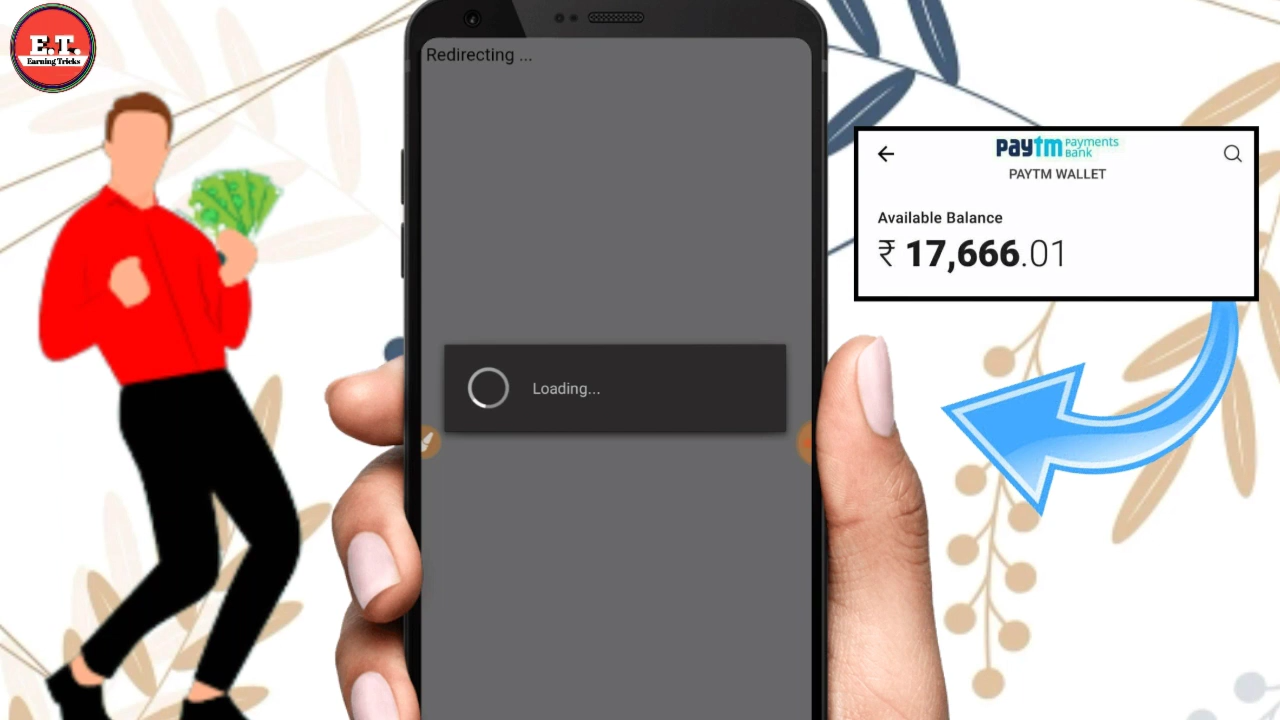 E.T.
Earning Tricks
Redirecting ...
Loading...
paytm Payments Bank
PAYTM WALLET
Available Balance
₹ 17,666.01